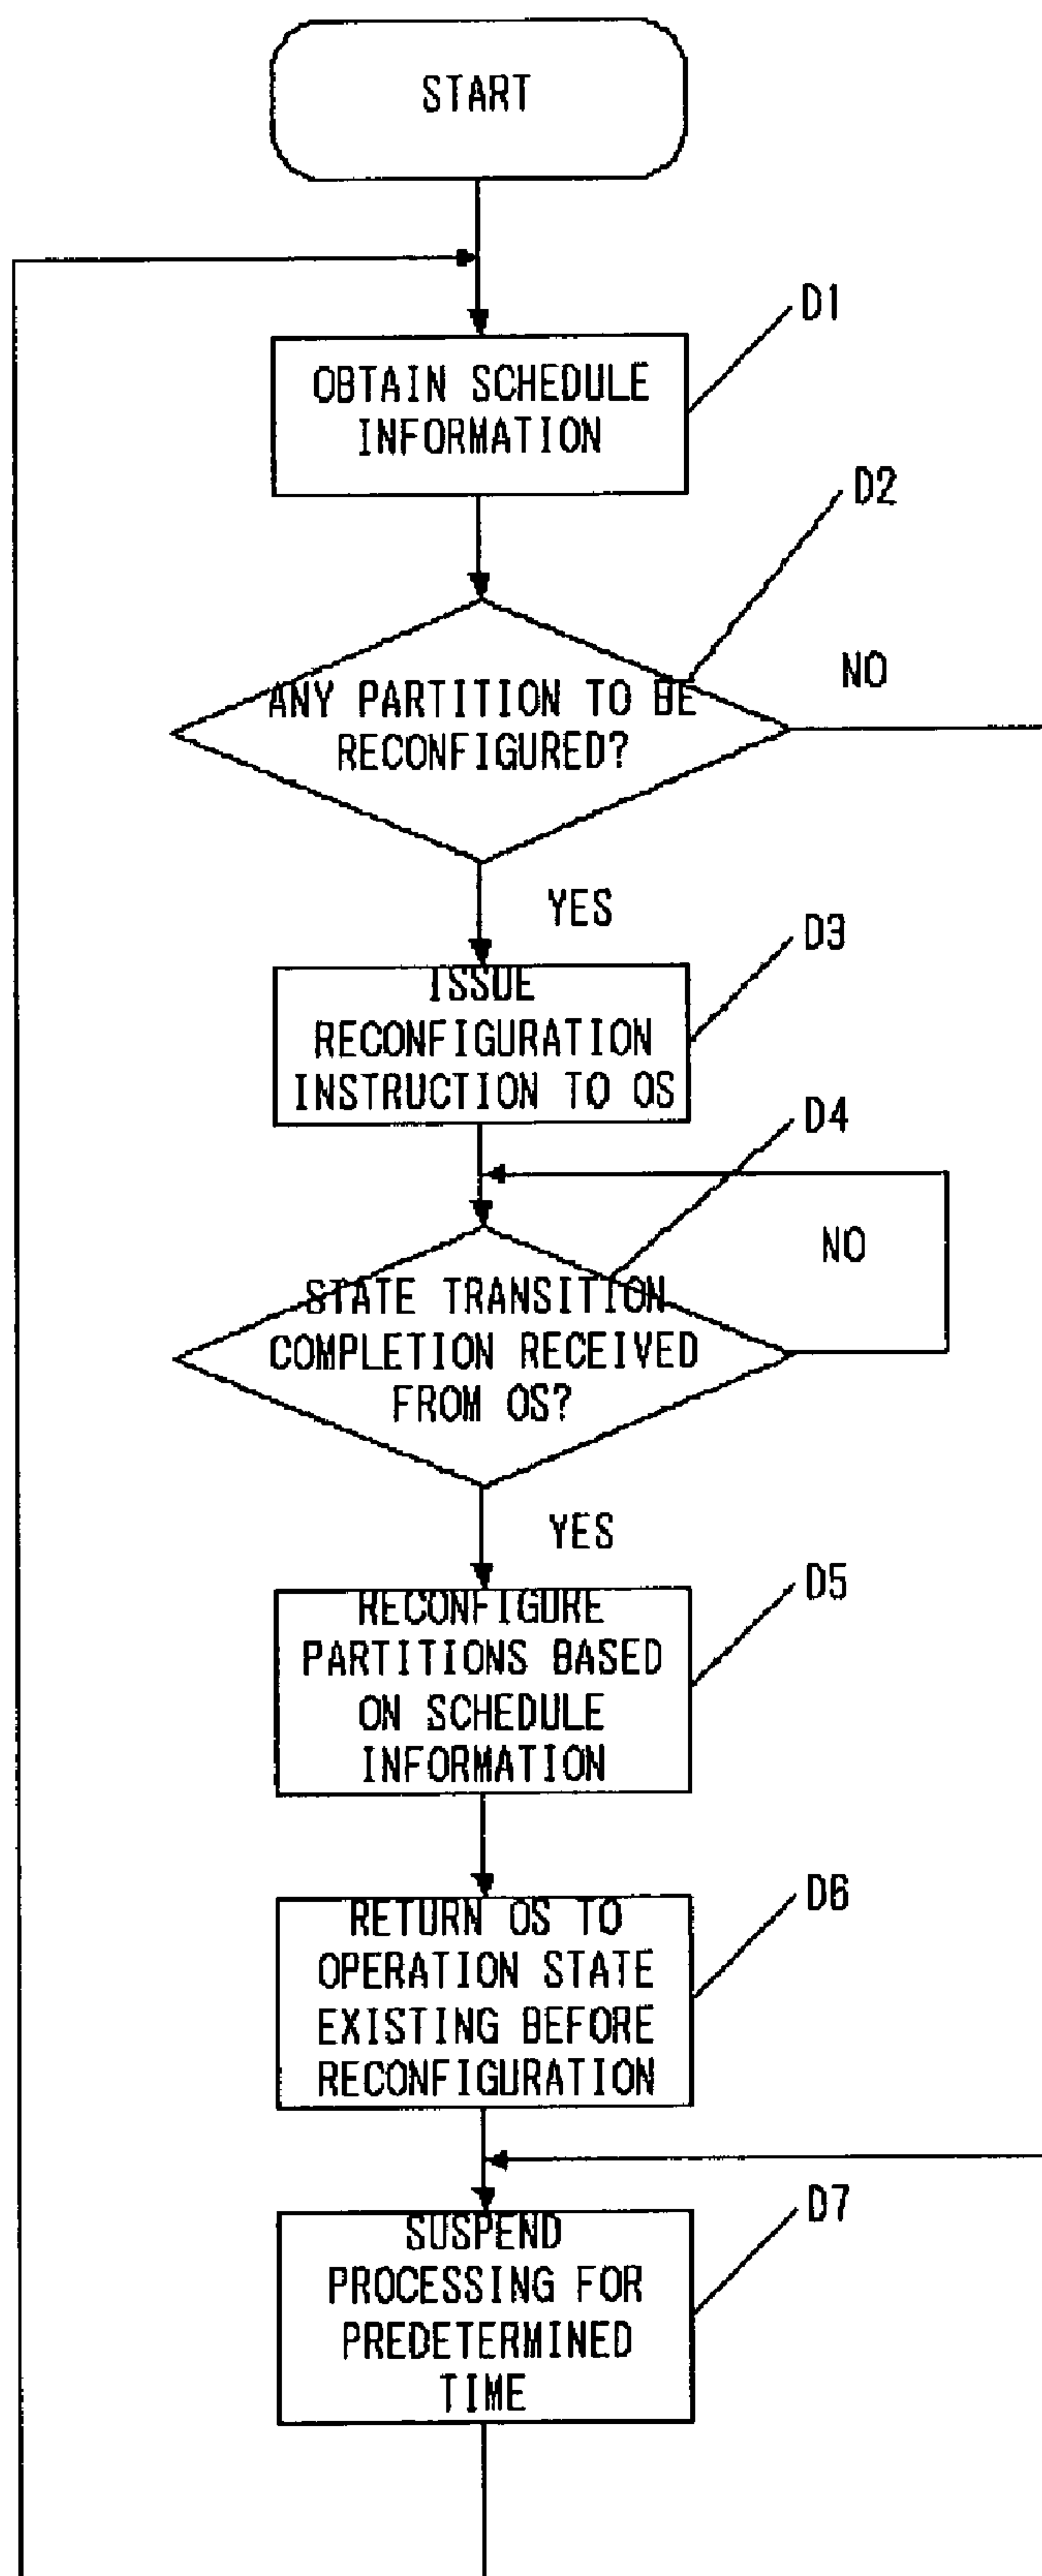 START
D1
OBTAIN SCHEDULE
INFORMATION
D2
NO
ANY PARTITION TO BE
RECONFIGURED?
YES
D3
ISSUE
RECONFIGURATION
INSTRUCTION TO OS
D4
NO
STATE TRANSITION
COMPLETION RECEIVED
FROM OS?
YES
D5
RECONFIGURE
PARTITIONS BASED
ON SCHEDULE
INFORMATION
D6
RETURN OS TO
OPERATION STATE
EXISTING BEFORE
RECONFIGURATION
D7
SUSPEND
PROCESSING FOR
PREDETERMINED
TIME